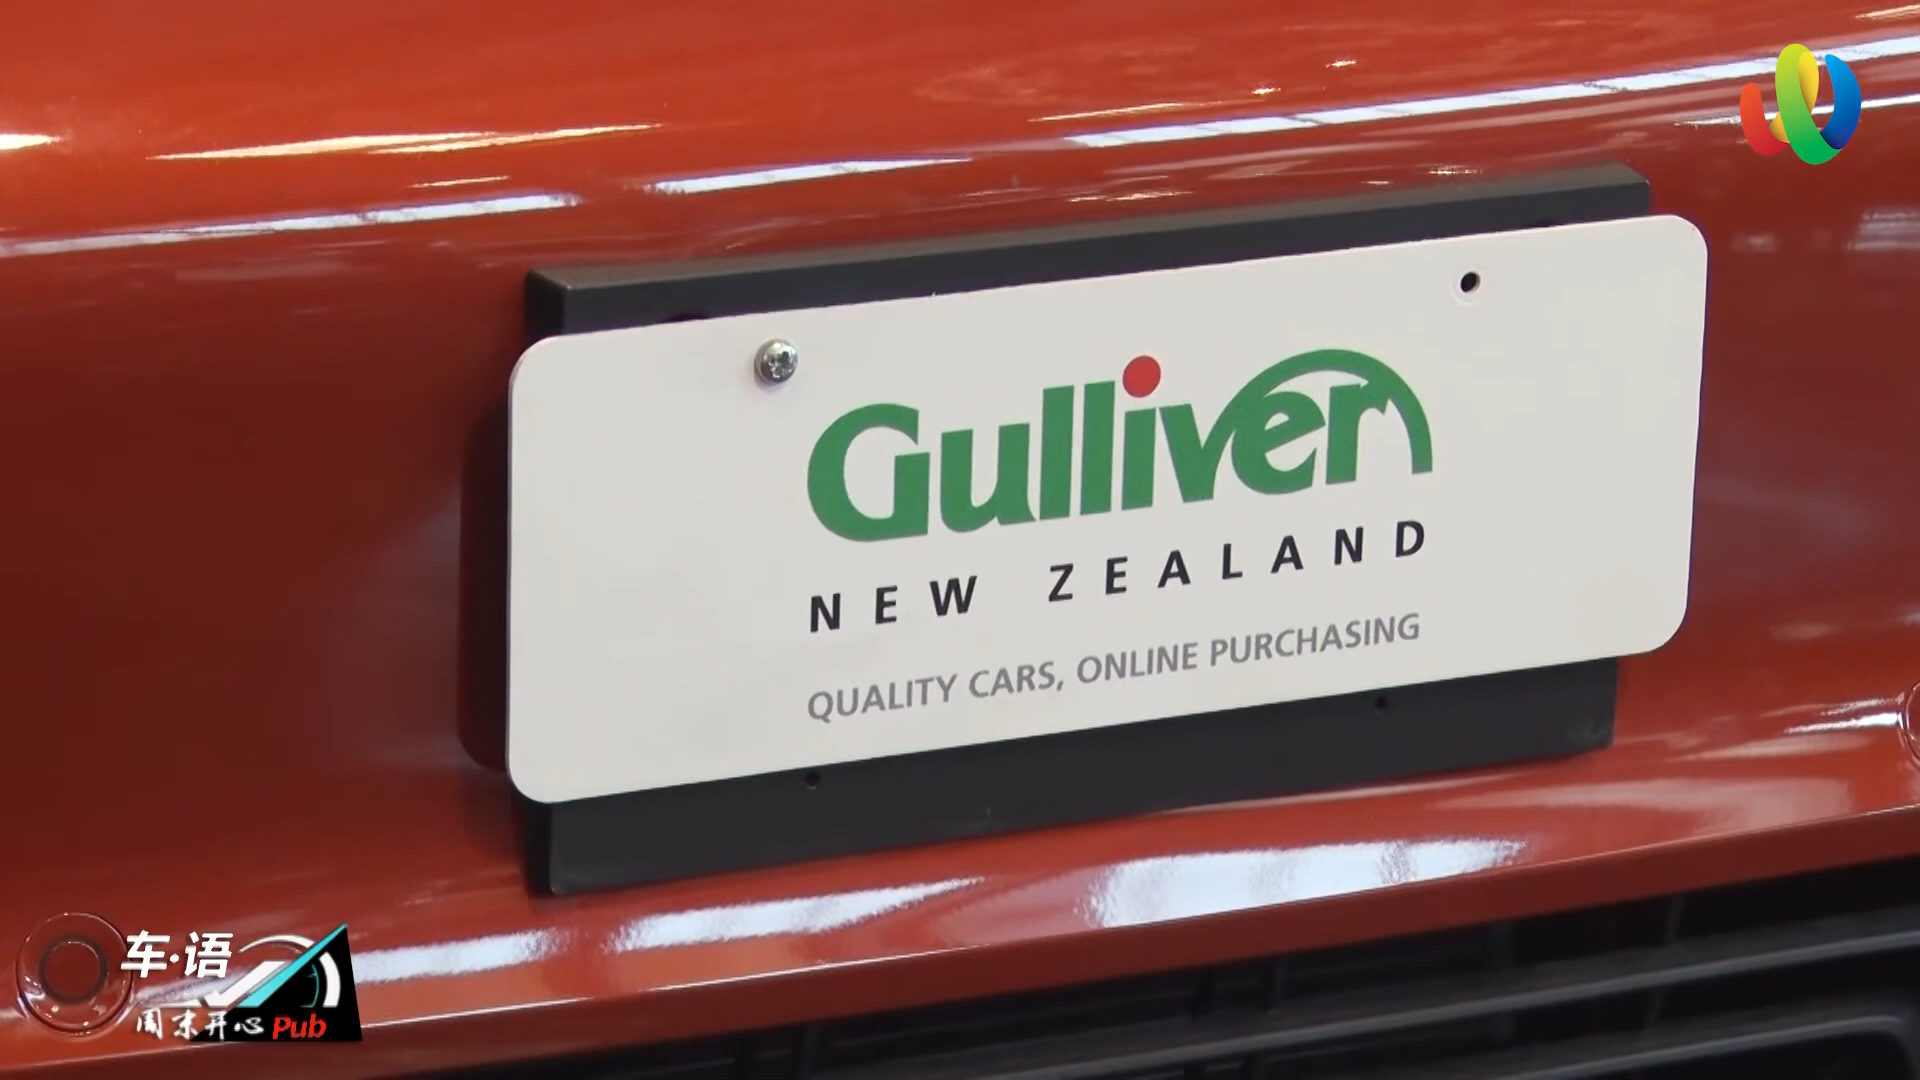 Gulliver
NEW ZEALAND
QUALITY CARS, ONLINE PURCHASING
车·语
周末开心Pub